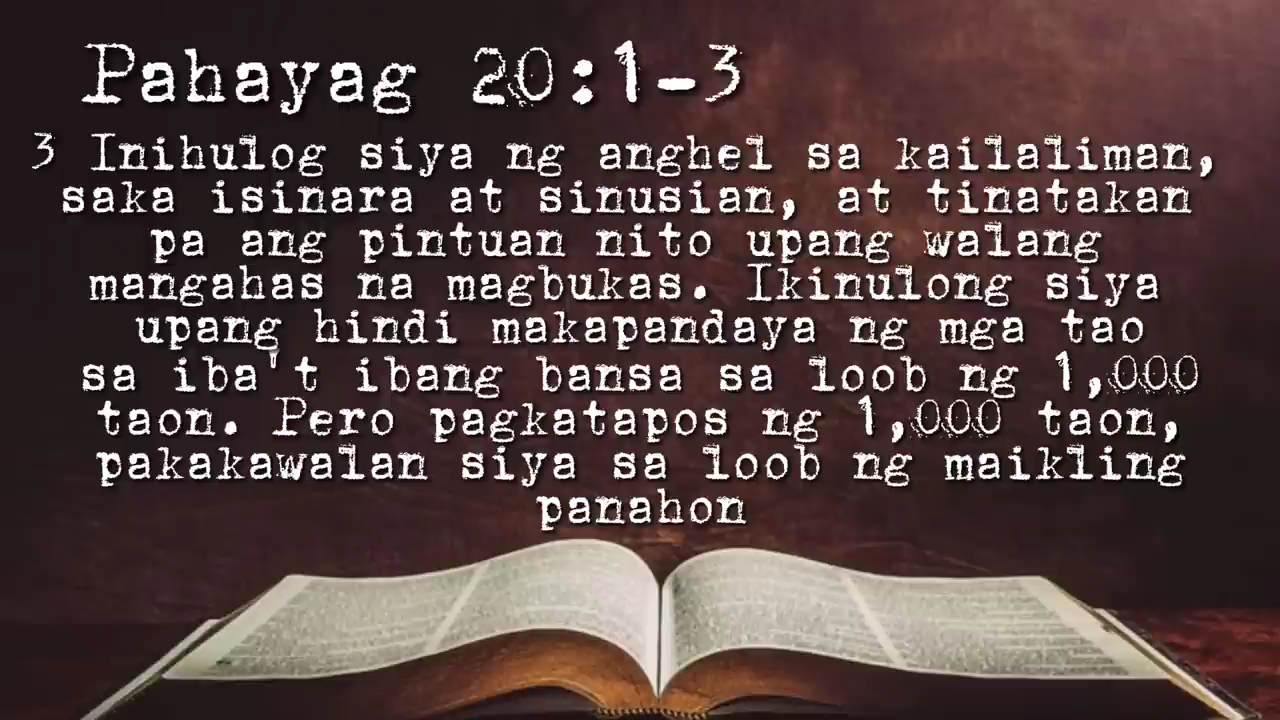 Pahayag 20:1-3
3 Inihulog siya ng anghel sa kailaliman,
saka isinara at sinusian, at tinatakan
pa ang pintuan nito upang walang
mangahas na magbukas. Ikinulong siya
upang hindi makapandaya ng mga tao
sa iba't ibang bansa sa loob ng 1,000
taon. Pero pagkatapos ng 1,000 taon,
pakakawalan siya sa loob ng maikling
panahon